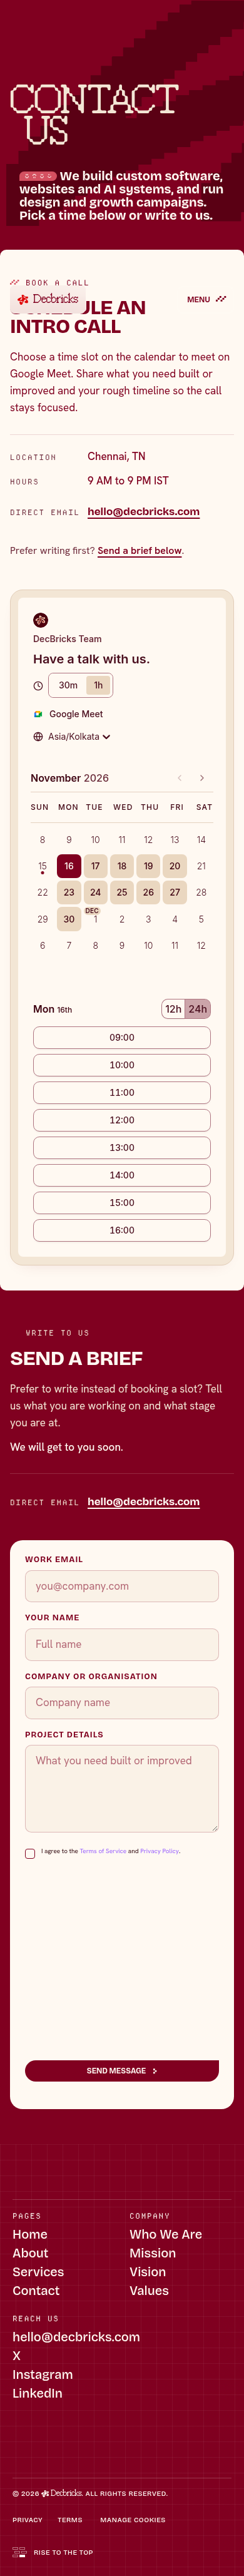 CONTACT
US
We build custom software,
websites and AI systems, and run
design and growth campaigns.
Pick a time below or write to us.
BOOK A CALL
Decbricks
MENU
ULE AN
INTRO CALL
Choose a time slot on the calendar to meet on
Google Meet. Share what you need built or
improved and your rough timeline so the call
stays focused.
LOCATION Chennai, TN
HOURS 9 AM to 9 PM IST
DIRECT EMAIL hello@decbricks.com
Prefer writing first? Send a brief below.
DecBricks Team
Have a talk with us.
30m 1h
Google Meet
Asia/Kolkata
November 2026
SUN MON TUE WED THU FRI SAT
8 9 10 11 12 13 14
15 16 17 18 19 20 21
22 23 24 25 26 27 28
DEC
29 30 1 2 3 4 5
6 7 8 9 10 11 12
Mon 16th 12h 24h
09:00
10:00
11:00
12:00
13:00
14:00
15:00
16:00
WRITE TO US
SEND A BRIEF
Prefer to write instead of booking a slot? Tell
us what you are working on and what stage
you are at.
We will get to you soon.
DIRECT EMAIL hello@decbricks.com
WORK EMAIL
you@company.com
YOUR NAME
Full name
COMPANY OR ORGANISATION
Company name
PROJECT DETAILS
What you need built or improved
I agree to the Terms of Service and Privacy Policy.
SEND MESSAGE
PAGES COMPANY
Home Who We Are
About Mission
Services Vision
Contact Values
REACH US
hello@decbricks.com
X
Instagram
LinkedIn
© 2026 Decbricks. ALL RIGHTS RESERVED.
PRIVACY TERMS MANAGE COOKIES
RISE TO THE TOP